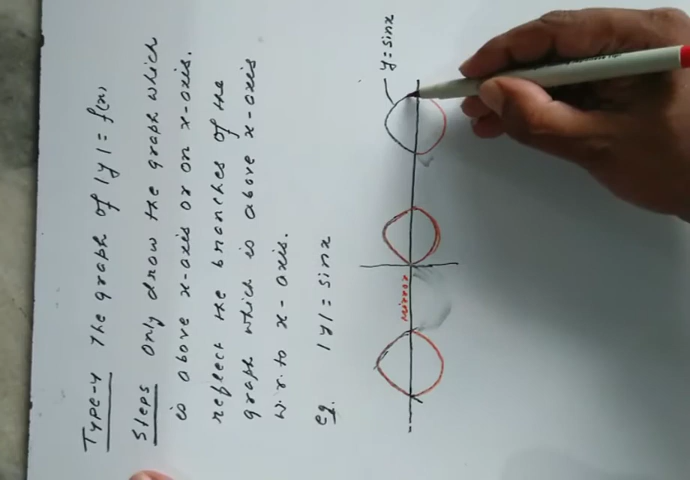 Type-4 The graph of |y| = f(x)
Steps only draw the graph which
is above x-axis or on x-axis.
reflect the branches of the
graph which is above x-axis
w.r.to x-axis.
eg. |y| = sinx
y = sinx
mirror